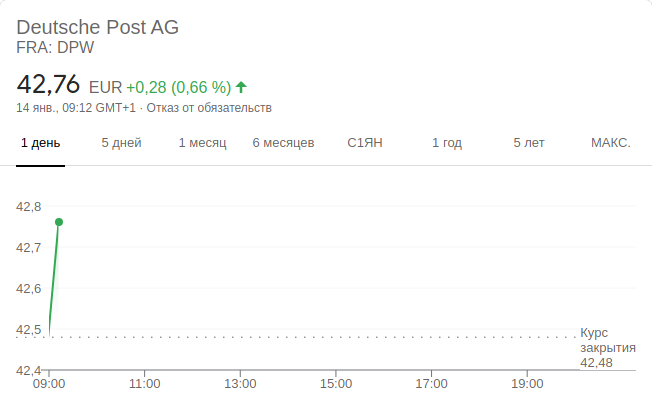 Deutsche Post AG
FRA: DPW
42,76 EUR +0,28 (0,66 %)
14 янв., 09:12 GMT+1 · Отказ от обязательств
1 день 5 дней 1 месяц 6 месяцев С1ЯН 1 год 5 лет МАКС.
42,8
42,7
42,6
42,5
Курс
закрытия
42,48
42,4
09:00 11:00 13:00 15:00 17:00 19:00